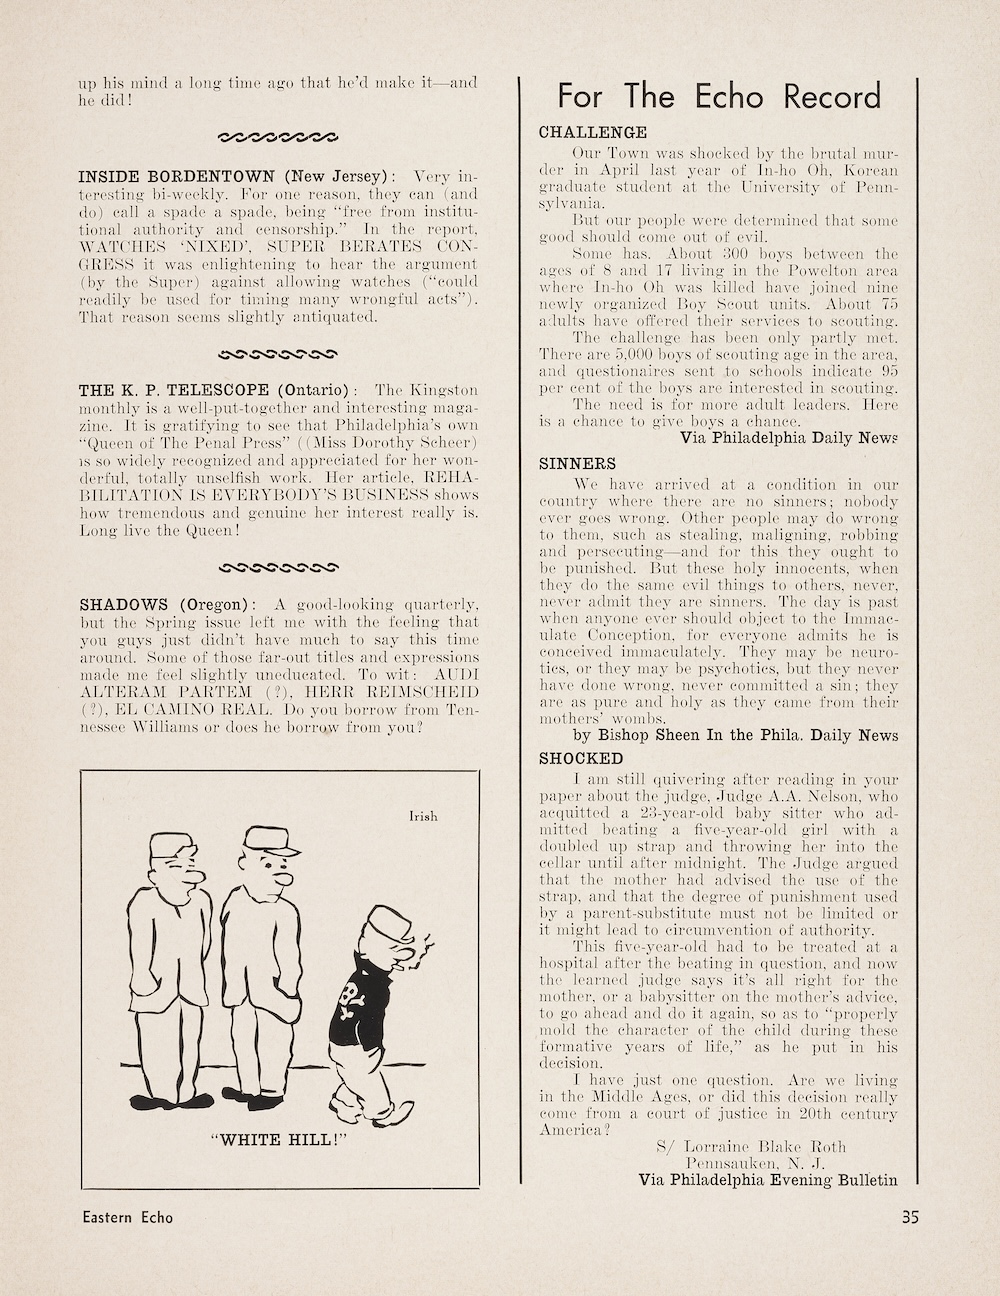 up his mind a long time ago that he'd make it—and
he did!
INSIDE BORDENTOWN (New Jersey): Very in-
teresting bi-weekly. For one reason, they can (and
do) call a spade a spade, being "free from institu-
tional authority and censorship." In the report,
WATCHES 'NIXED', SUPER BERATES CON-
GRESS it was enlightening to hear the argument
(by the Super) against allowing watches ("could
readily be used for timing many wrongful acts").
That reason seems slightly antiquated.
THE K. P. TELESCOPE (Ontario): The Kingston
monthly is a well-put-together and interesting maga-
zine. It is gratifying to see that Philadelphia's own
"Queen of The Penal Press" ((Miss Dorothy Scheer)
is so widely recognized and appreciated for her won-
derful, totally unselfish work. Her article, REHA-
BILITATION IS EVERYBODY'S BUSINESS shows
how tremendous and genuine her interest really is.
Long live the Queen!
SHADOWS (Oregon): A good-looking quarterly,
but the Spring issue left me with the feeling that
you guys just didn't have much to say this time
around. Some of those far-out titles and expressions
made me feel slightly uneducated. To wit: AUDI
ALTERAM PARTEM (?), HERR REIMSCHEID
(?), EL CAMINO REAL. Do you borrow from Ten-
nessee Williams or does he borrow from you?
Irish
"WHITE HILL!"
For The Echo Record
CHALLENGE
Our Town was shocked by the brutal mur-
der in April last year of In-ho Oh, Korean
graduate student at the University of Penn-
sylvania.
But our people were determined that some
good should come out of evil.
Some has. About 300 boys between the
ages of 8 and 17 living in the Powelton area
where In-ho Oh was killed have joined nine
newly organized Boy Scout units. About 75
adults have offered their services to scouting.
The challenge has been only partly met.
There are 5,000 boys of scouting age in the area,
and questionaires sent to schools indicate 95
per cent of the boys are interested in scouting.
The need is for more adult leaders. Here
is a chance to give boys a chance.
Via Philadelphia Daily News
SINNERS
We have arrived at a condition in our
country where there are no sinners; nobody
ever goes wrong. Other people may do wrong
to them, such as stealing, maligning, robbing
and persecuting—and for this they ought to
be punished. But these holy innocents, when
they do the same evil things to others, never,
never admit they are sinners. The day is past
when anyone ever should object to the Immac-
ulate Conception, for everyone admits he is
conceived immaculately. They may be neuro-
tics, or they may be psychotics, but they never
have done wrong, never committed a sin; they
are as pure and holy as they came from their
mothers' wombs.
by Bishop Sheen In the Phila. Daily News
SHOCKED
I am still quivering after reading in your
paper about the judge, Judge A.A. Nelson, who
acquitted a 23-year-old baby sitter who ad-
mitted beating a five-year-old girl with a
doubled up strap and throwing her into the
cellar until after midnight. The Judge argued
that the mother had advised the use of the
strap, and that the degree of punishment used
by a parent-substitute must not be limited or
it might lead to circumvention of authority.
This five-year-old had to be treated at a
hospital after the beating in question, and now
the learned judge says it's all right for the
mother, or a babysitter on the mother's advice,
to go ahead and do it again, so as to "properly
mold the character of the child during these
formative years of life," as he put in his
decision.
I have just one question. Are we living
in the Middle Ages, or did this decision really
come from a court of justice in 20th century
America?
S/ Lorraine Blake Roth
Pennsauken, N. J.
Via Philadelphia Evening Bulletin
Eastern Echo
35